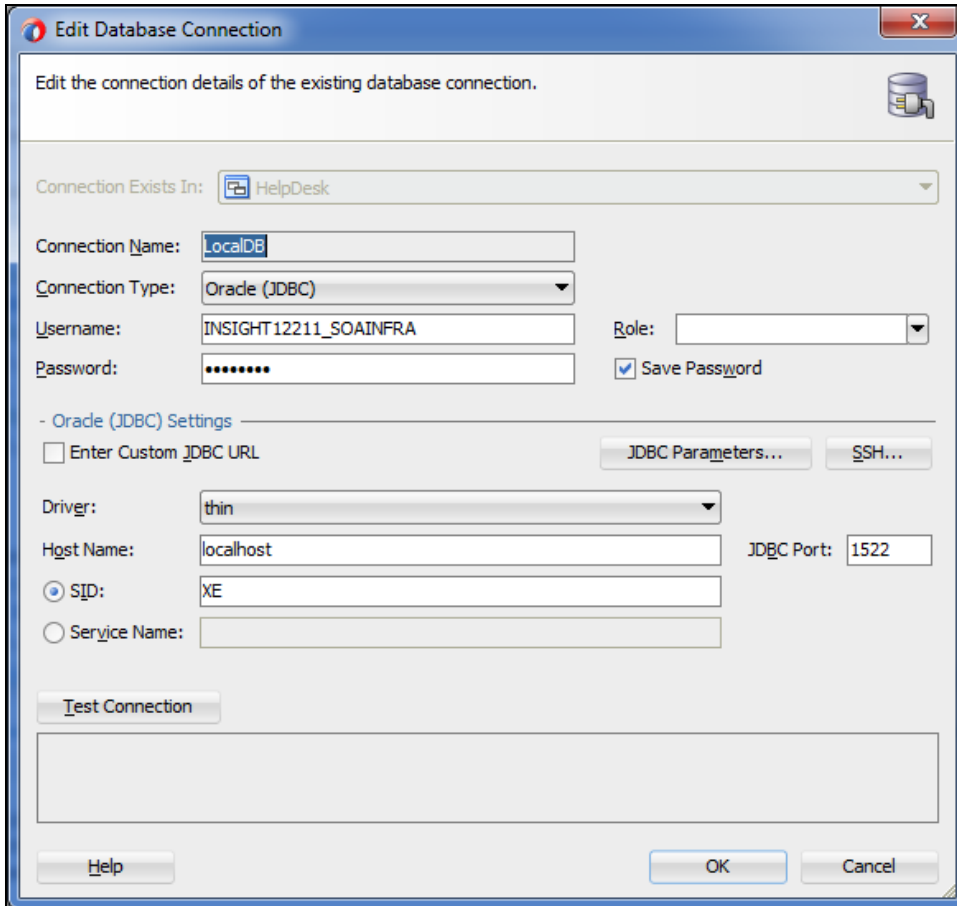 Edit Database Connection
Edit the connection details of the existing database connection.
Connection Exists In: HelpDesk
Connection Name: LocalDB
Connection Type: Oracle (JDBC)
Username: INSIGHT12211_SOAINFRA Role:
Password: •••••••• Save Password
- Oracle (JDBC) Settings
Enter Custom JDBC URL JDBC Parameters... SSH...
Driver: thin
Host Name: localhost JDBC Port: 1522
SID: XE
Service Name:
Test Connection
Help OK Cancel